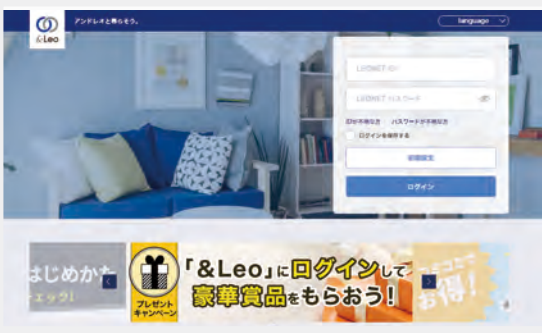 &Leo
アンドレオと暮らそう。
language
LEONET ID
LEONET パスワード
IDが不明な方 パスワードが不明な方
ログインを保持する
初期設定
ログイン
はじめかた
チェック!
プレゼント
キャンペーン
「&Leo」にログインして
豪華賞品をもらおう!
お得!